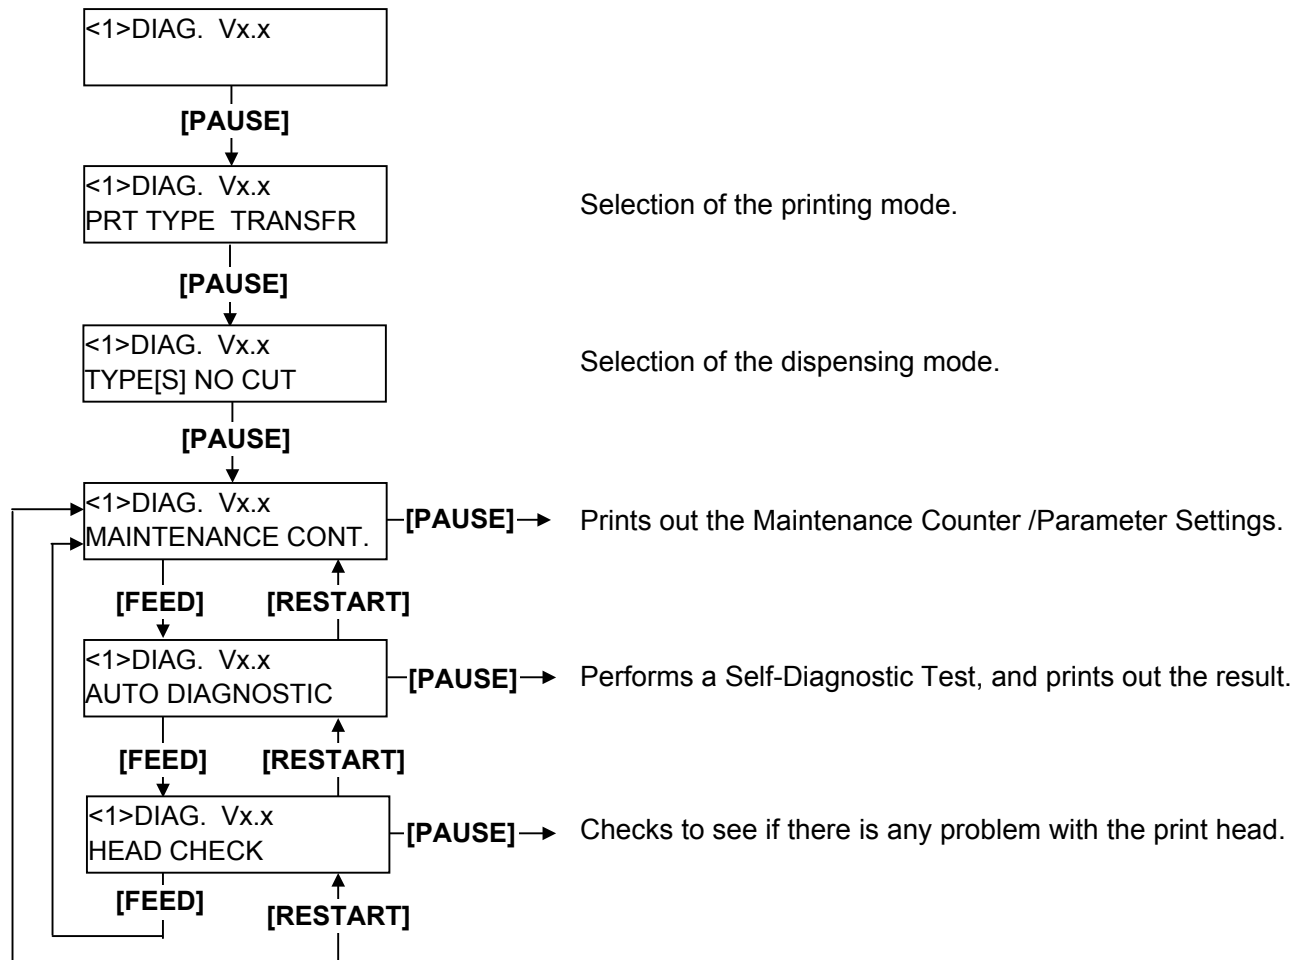 <1>DIAG.  Vx.x
[PAUSE]
<1>DIAG.  Vx.x
PRT TYPE  TRANSFR
Selection of the printing mode.
[PAUSE]
<1>DIAG.  Vx.x
TYPE[S] NO CUT
Selection of the dispensing mode.
[PAUSE]
<1>DIAG.  Vx.x
MAINTENANCE CONT.
[PAUSE]
Prints out the Maintenance Counter /Parameter Settings.
[FEED]
[RESTART]
<1>DIAG.  Vx.x
AUTO DIAGNOSTIC
[PAUSE]
Performs a Self-Diagnostic Test, and prints out the result.
[FEED]
[RESTART]
<1>DIAG.  Vx.x
HEAD CHECK
[PAUSE]
Checks to see if there is any problem with the print head.
[FEED]
[RESTART]